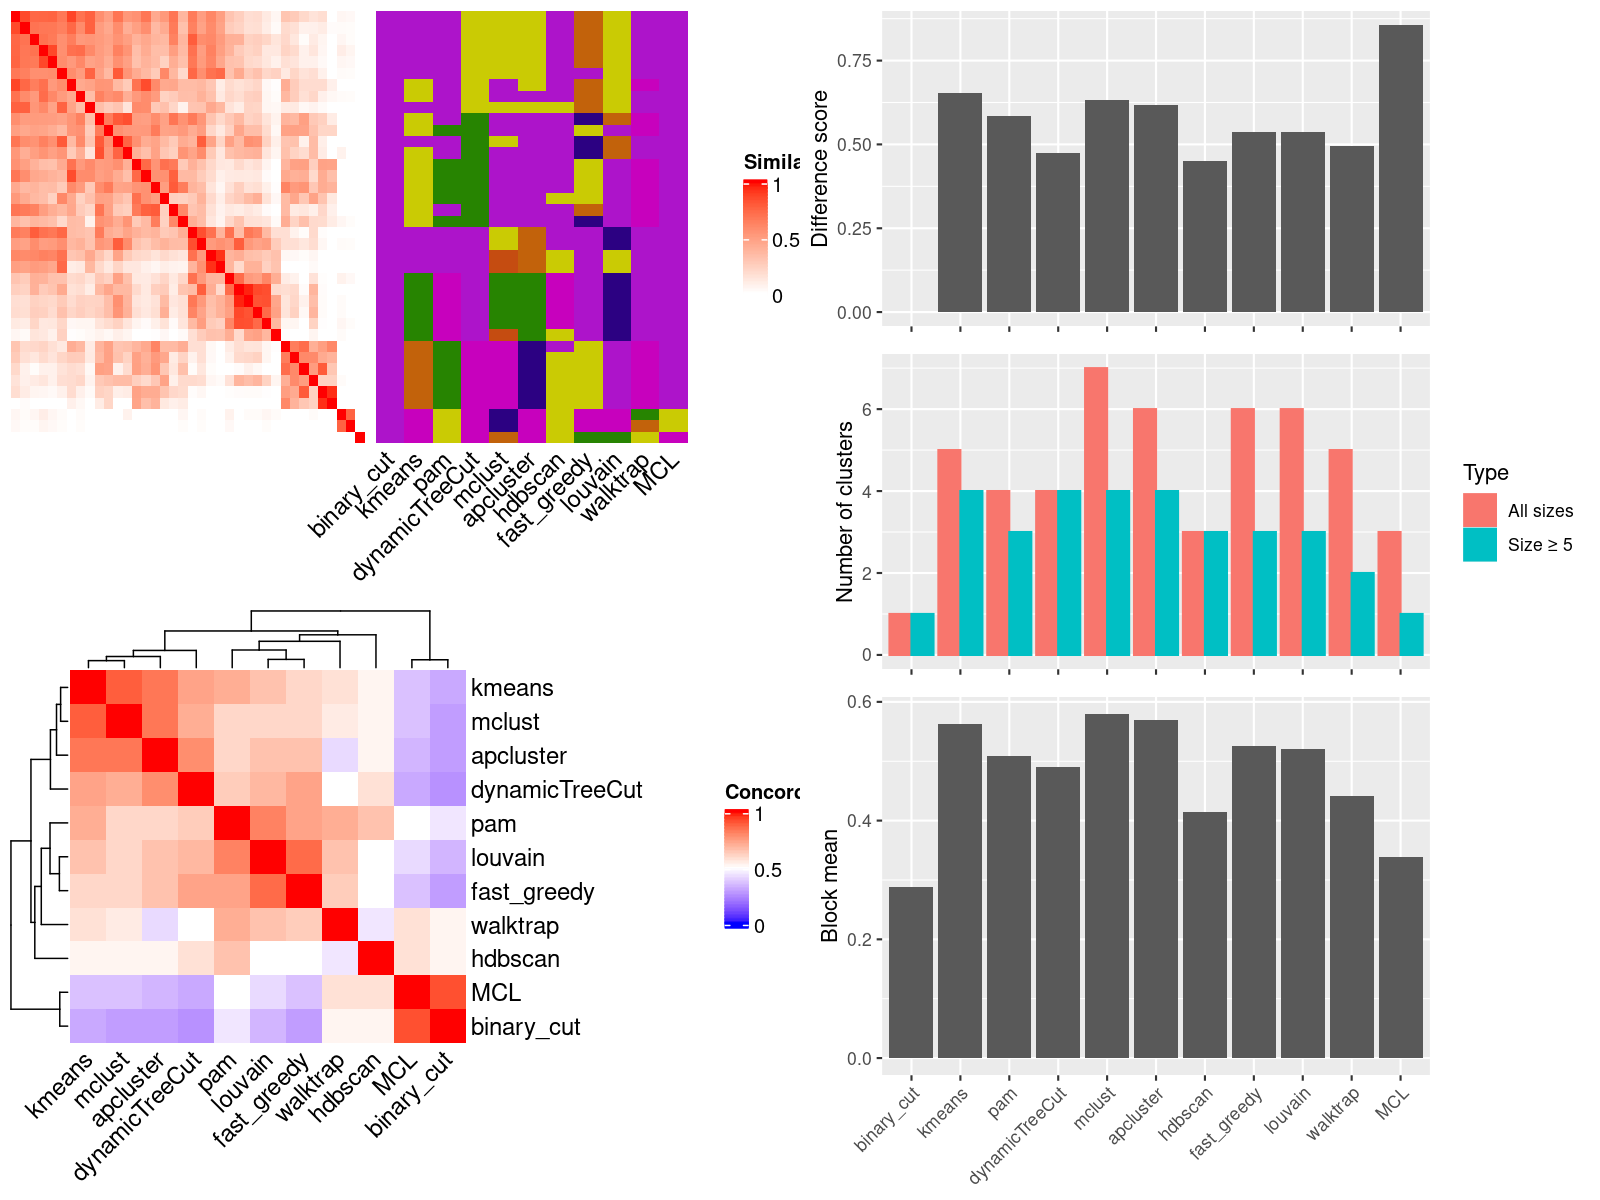 Simila
1
0.5
0
binary_cut
kmeans
pam
dynamicTreeCut
mclust
apcluster
hdbscan
fast_greedy
louvain
walktrap
MCL
kmeans
mclust
apcluster
dynamicTreeCut
pam
louvain
fast_greedy
walktrap
hdbscan
MCL
binary_cut
kmeans
mclust
apcluster
dynamicTreeCut
pam
louvain
fast_greedy
walktrap
hdbscan
MCL
binary_cut
Concord
1
0.5
0
Difference score
0.75
0.50
0.25
0.00
Number of clusters
6
4
2
0
Type
All sizes
Size ≥ 5
Block mean
0.6
0.4
0.2
0.0
binary_cut
kmeans
pam
dynamicTreeCut
mclust
apcluster
hdbscan
fast_greedy
louvain
walktrap
MCL